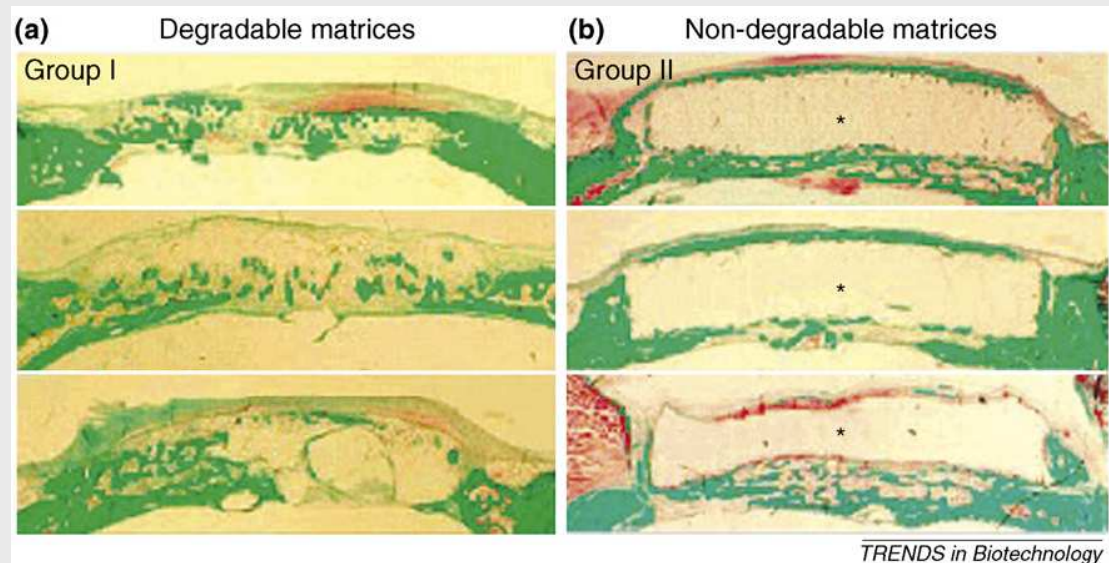 (a) Degradable matrices
Group I
(b) Non-degradable matrices
Group II
*
*
*
TRENDS in Biotechnology